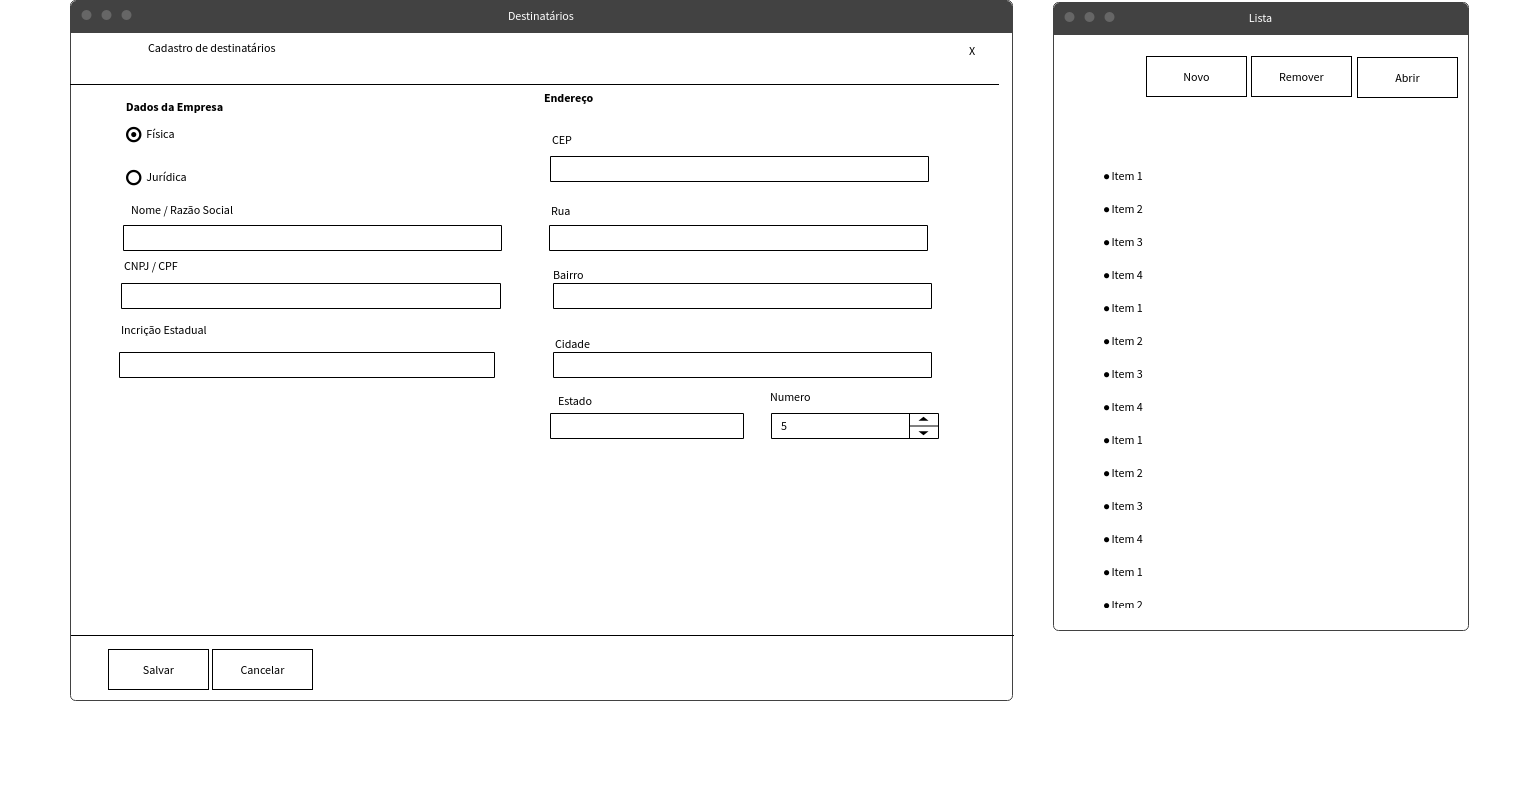 Destinatários
Cadastro de destinatários
X
Dados da Empresa
Física
Jurídica
Nome / Razão Social
CNPJ / CPF
Incrição Estadual
Endereço
CEP
Rua
Bairro
Cidade
Estado
Numero
5
Salvar
Cancelar
Lista
Novo
Remover
Abrir
Item 1
Item 2
Item 3
Item 4
Item 1
Item 2
Item 3
Item 4
Item 1
Item 2
Item 3
Item 4
Item 1
Item 2